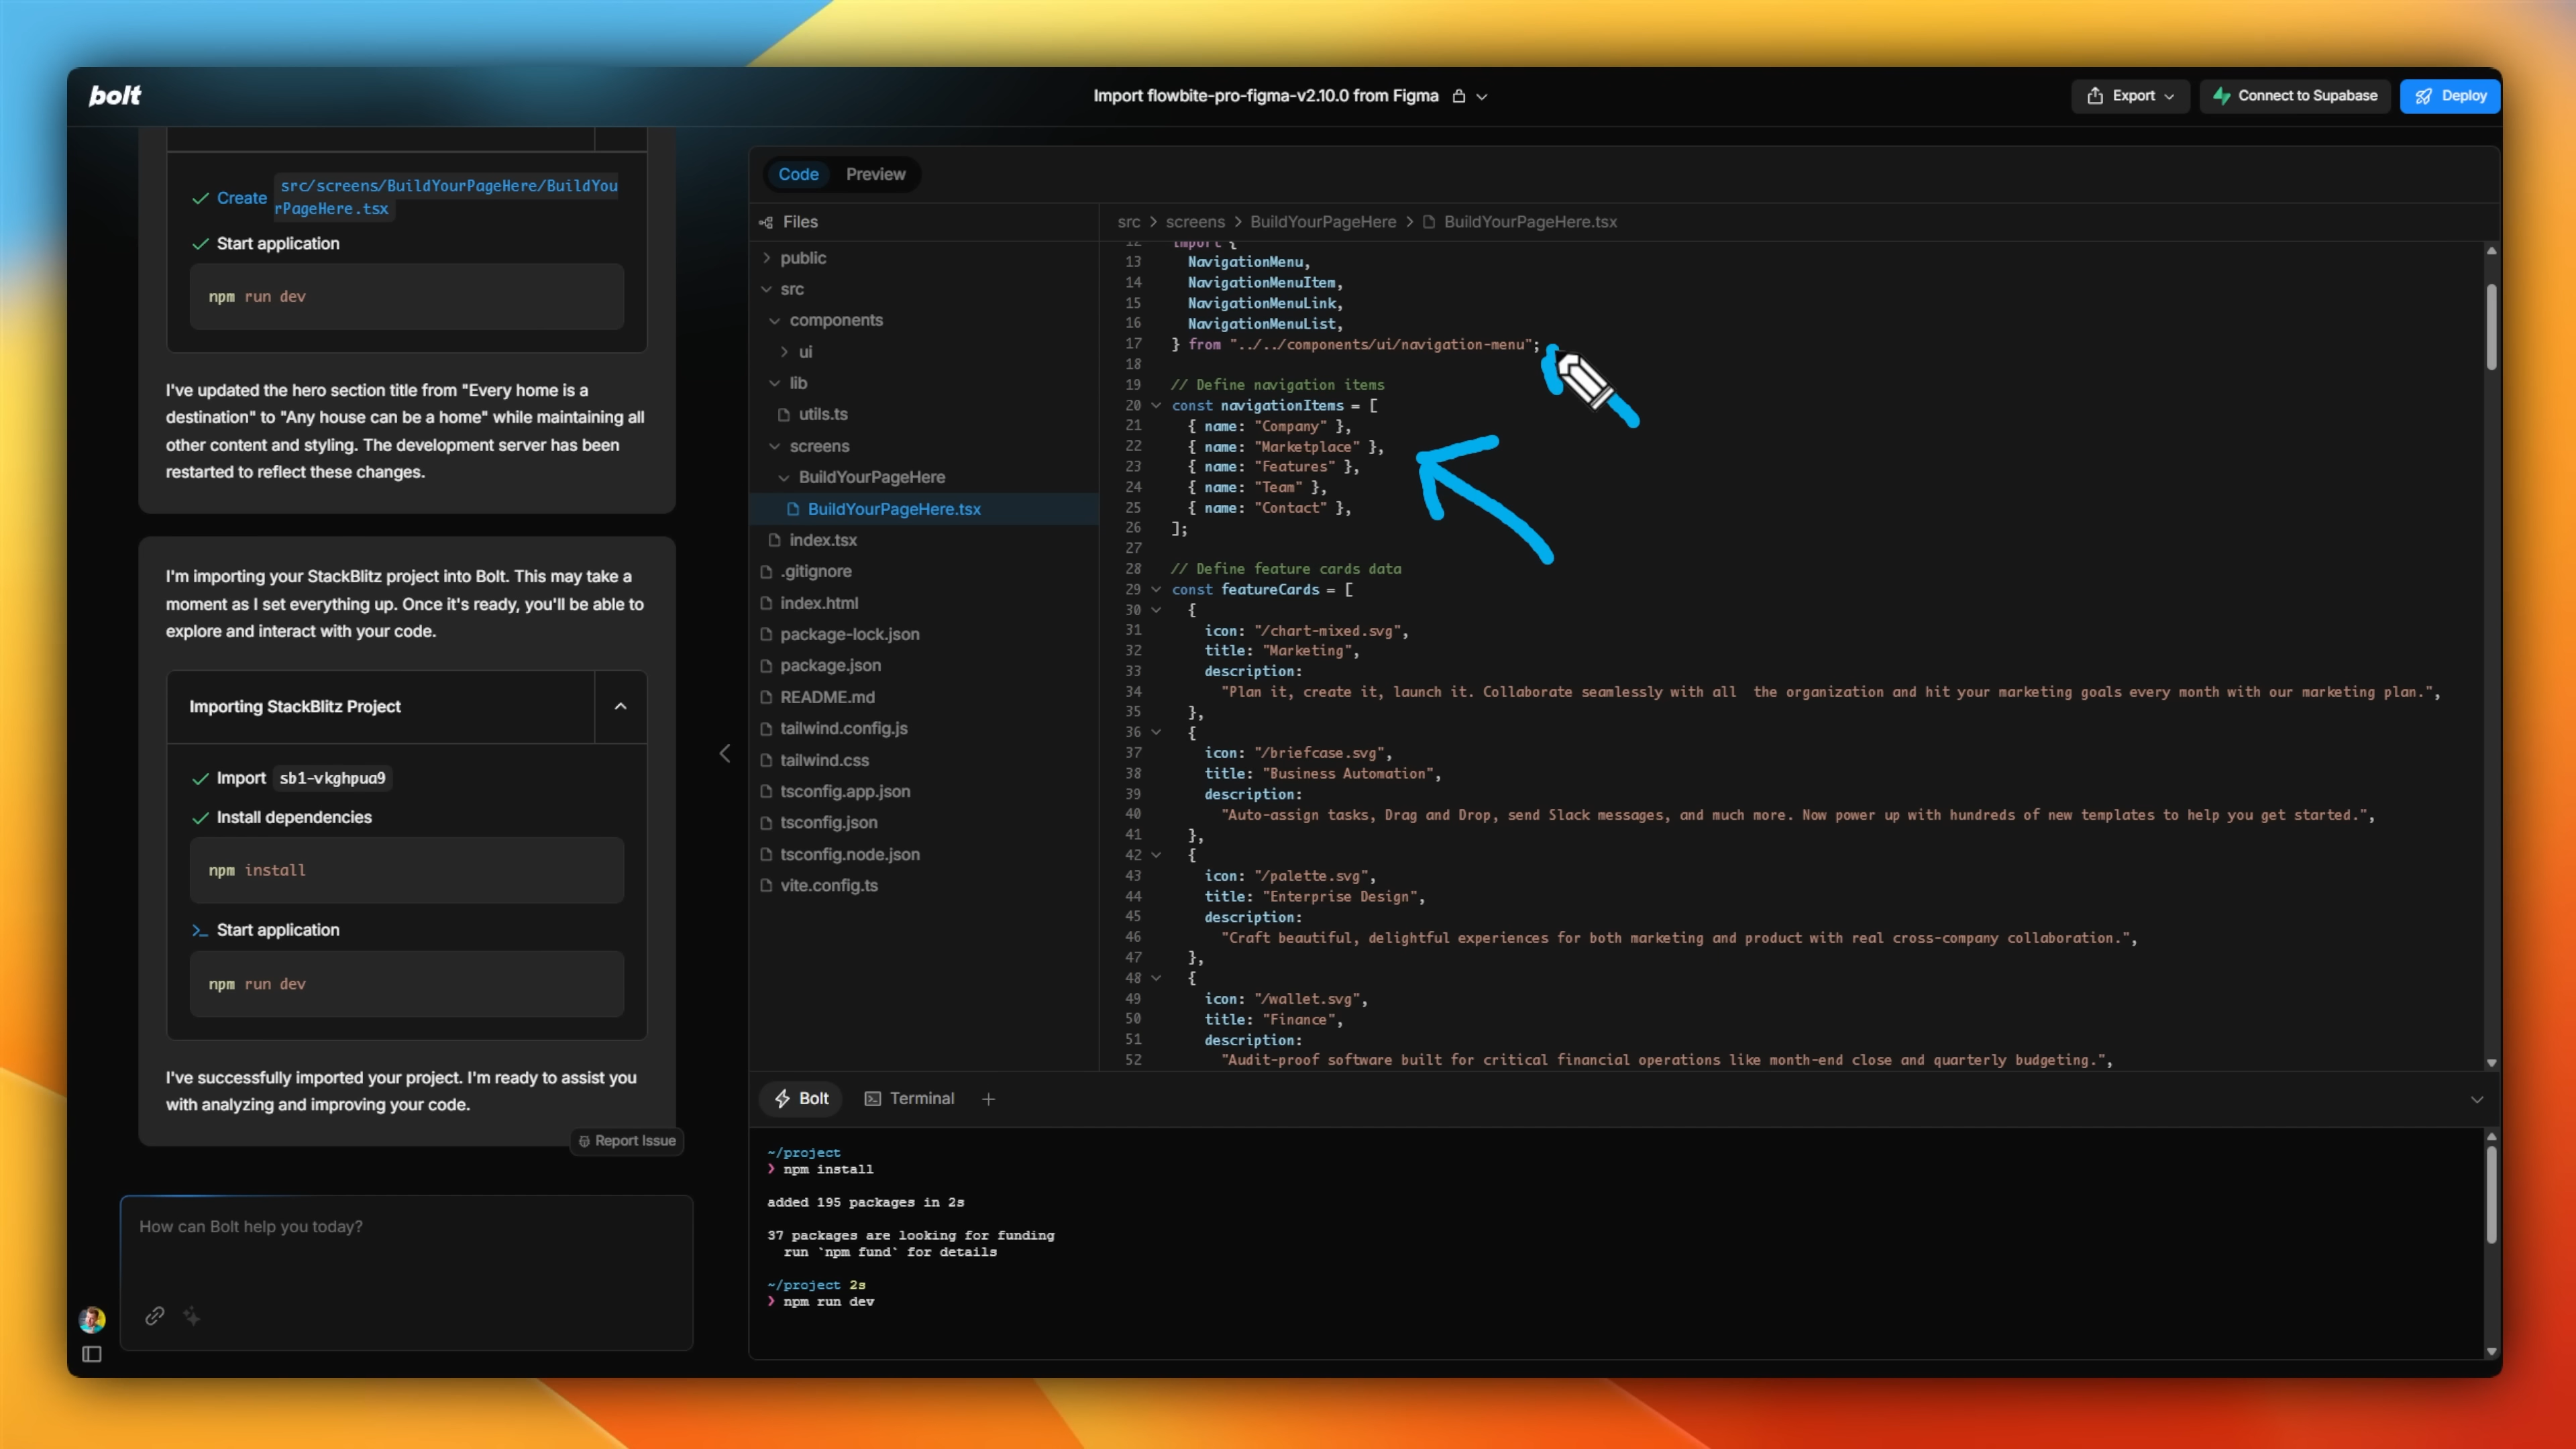 bolt
Import flowbite-pro-figma-v2.10.0 from Figma
Export
Connect to Supabase
Deploy
Create src/screens/BuildYourPageHere/BuildYou
rPageHere.tsx
Start application
npm run dev
I've updated the hero section title from "Every home is a
destination" to "Any house can be a home" while maintaining all
other content and styling. The development server has been
restarted to reflect these changes.
I'm importing your StackBlitz project into Bolt. This may take a
moment as I set everything up. Once it's ready, you'll be able to
explore and interact with your code.
Importing StackBlitz Project
Import sb1-vkghpua9
Install dependencies
npm install
Start application
npm run dev
I've successfully imported your project. I'm ready to assist you
with analyzing and improving your code.
Report Issue
How can Bolt help you today?
Code Preview
Files
public
src
components
ui
lib
utils.ts
screens
BuildYourPageHere
BuildYourPageHere.tsx
index.tsx
.gitignore
index.html
package-lock.json
package.json
README.md
tailwind.config.js
tailwind.css
tsconfig.app.json
tsconfig.json
tsconfig.node.json
vite.config.ts
src > screens > BuildYourPageHere > BuildYourPageHere.tsx
12 import {
13 NavigationMenu,
14 NavigationMenuItem,
15 NavigationMenuLink,
16 NavigationMenuList,
17 } from "../../components/ui/navigation-menu";
18
19 // Define navigation items
20 const navigationItems = [
21 { name: "Company" },
22 { name: "Marketplace" },
23 { name: "Features" },
24 { name: "Team" },
25 { name: "Contact" },
26 ];
27
28 // Define feature cards data
29 const featureCards = [
30 {
31 icon: "/chart-mixed.svg",
32 title: "Marketing",
33 description:
34 "Plan it, create it, launch it. Collaborate seamlessly with all  the organization and hit your marketing goals every month with our marketing plan.",
35 },
36 {
37 icon: "/briefcase.svg",
38 title: "Business Automation",
39 description:
40 "Auto-assign tasks, Drag and Drop, send Slack messages, and much more. Now power up with hundreds of new templates to help you get started.",
41 },
42 {
43 icon: "/palette.svg",
44 title: "Enterprise Design",
45 description:
46 "Craft beautiful, delightful experiences for both marketing and product with real cross-company collaboration.",
47 },
48 {
49 icon: "/wallet.svg",
50 title: "Finance",
51 description:
52 "Audit-proof software built for critical financial operations like month-end close and quarterly budgeting.",
Bolt Terminal +
~/project
❯ npm install
added 195 packages in 2s
37 packages are looking for funding
run `npm fund` for details
~/project 2s
❯ npm run dev